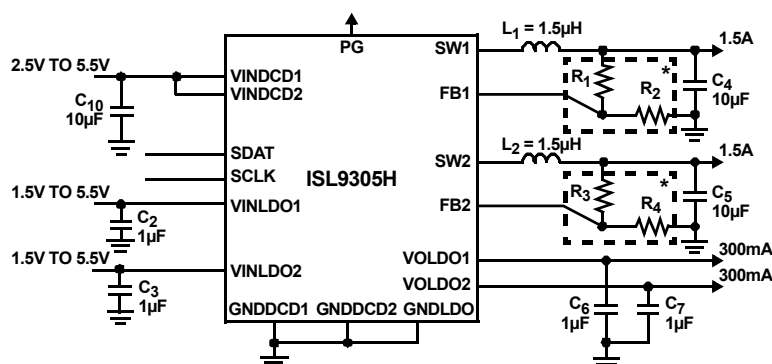 PG
L1 = 1.5µH
SW1
1.5A
2.5V TO 5.5V
VINDCD1
VINDCD2
R1
*
R2
C4
10µF
FB1
C10
10µF
L2 = 1.5µH
SDAT
SW2
1.5A
ISL9305H
SCLK
R3
*
R4
C5
10µF
1.5V TO 5.5V
VINLDO1
FB2
C2
1µF
1.5V TO 5.5V
VOLDO1
300mA
VINLDO2
VOLDO2
300mA
C3
1µF
GNDDCD1
GNDDCD2
GNDLDO
C6
1µF
C7
1µF